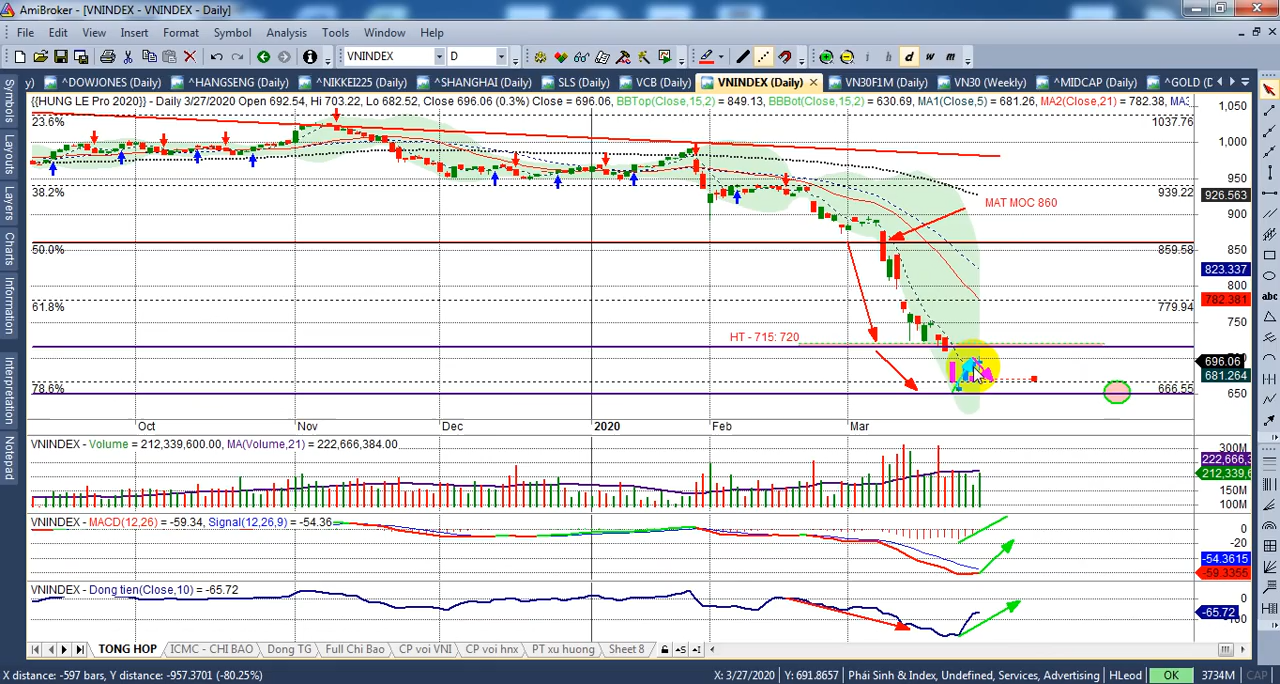 AmiBroker - [VNINDEX - VNINDEX - Daily]
File Edit View Insert Format Symbol Analysis Tools Window Help
VNINDEX D h d w m
y) ^DOWJONES (Daily) ^HANGSENG (Daily) ^NIKKEI225 (Daily) ^SHANGHAI (Daily) SLS (Daily) VCB (Daily) VNINDEX (Daily) VN30F1M (Daily) VN30 (Weekly) ^MIDCAP (Daily) ^GOLD (D
Symbols
Layouts
Layers
Charts
Information
Interpretation
Notepad
{{HUNG LE Pro 2020}} - Daily 3/27/2020 Open 692.54, Hi 703.22, Lo 682.52, Close 696.06 (0.3%) Close = 696.06, BBTop(Close,15,2) = 849.13, BBBot(Close,15,2) = 630.69, MA1(Close,5) = 681.26, MA2(Close,21) = 782.38, MA3
1,050
23.6% 1037.76
1,000
950
38.2% 939.22
926.563
MAT MOC 860
900
50.0% 859.58
850
823.337
800
782.381
61.8% 779.94
750
HT - 715: 720
696.06
681.264
78.6% 666.55
650
Oct Nov Dec 2020 Feb Mar
VNINDEX - Volume = 212,339,600.00, MA(Volume,21) = 222,666,384.00
300M
222,666,3
212,339,6
150M
100M
VNINDEX - MACD(12,26) = -59.34, Signal(12,26,9) = -54.36
0
-20
-54.3615
-59.3355
VNINDEX - Dong tien(Close,10) = -65.72
0
-65.72
TONG HOP ICMC - CHI BAO Dong TG Full Chi Bao CP voi VNI CP voi hnx PT xu huong Sheet 8
X distance: -597 bars, Y distance: -957.3701 (-80.25%) X: 3/27/2020 Y: 691.8657 Phái Sinh & Index, Undefined, Services, Advertising HLeod OK 3734M CAP